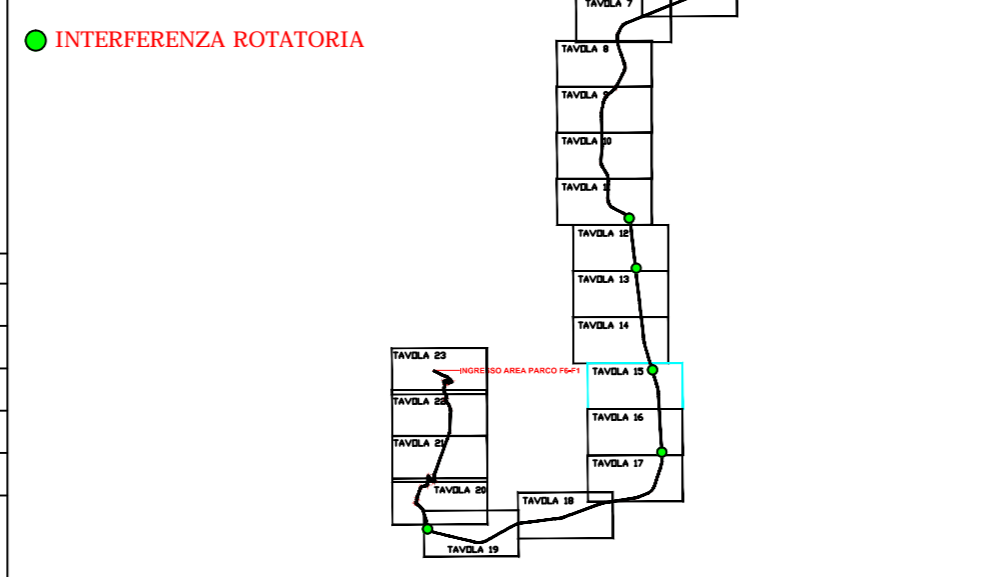 TAVOLA 7
INTERFERENZA ROTATORIA
TAVOLA 8
TAVOLA 9
TAVOLA 10
TAVOLA 11
TAVOLA 12
TAVOLA 13
TAVOLA 14
TAVOLA 23
INGRESSO AREA PARCO F6-F1
TAVOLA 15
TAVOLA 22
TAVOLA 16
TAVOLA 21
TAVOLA 17
TAVOLA 20
TAVOLA 18
TAVOLA 19